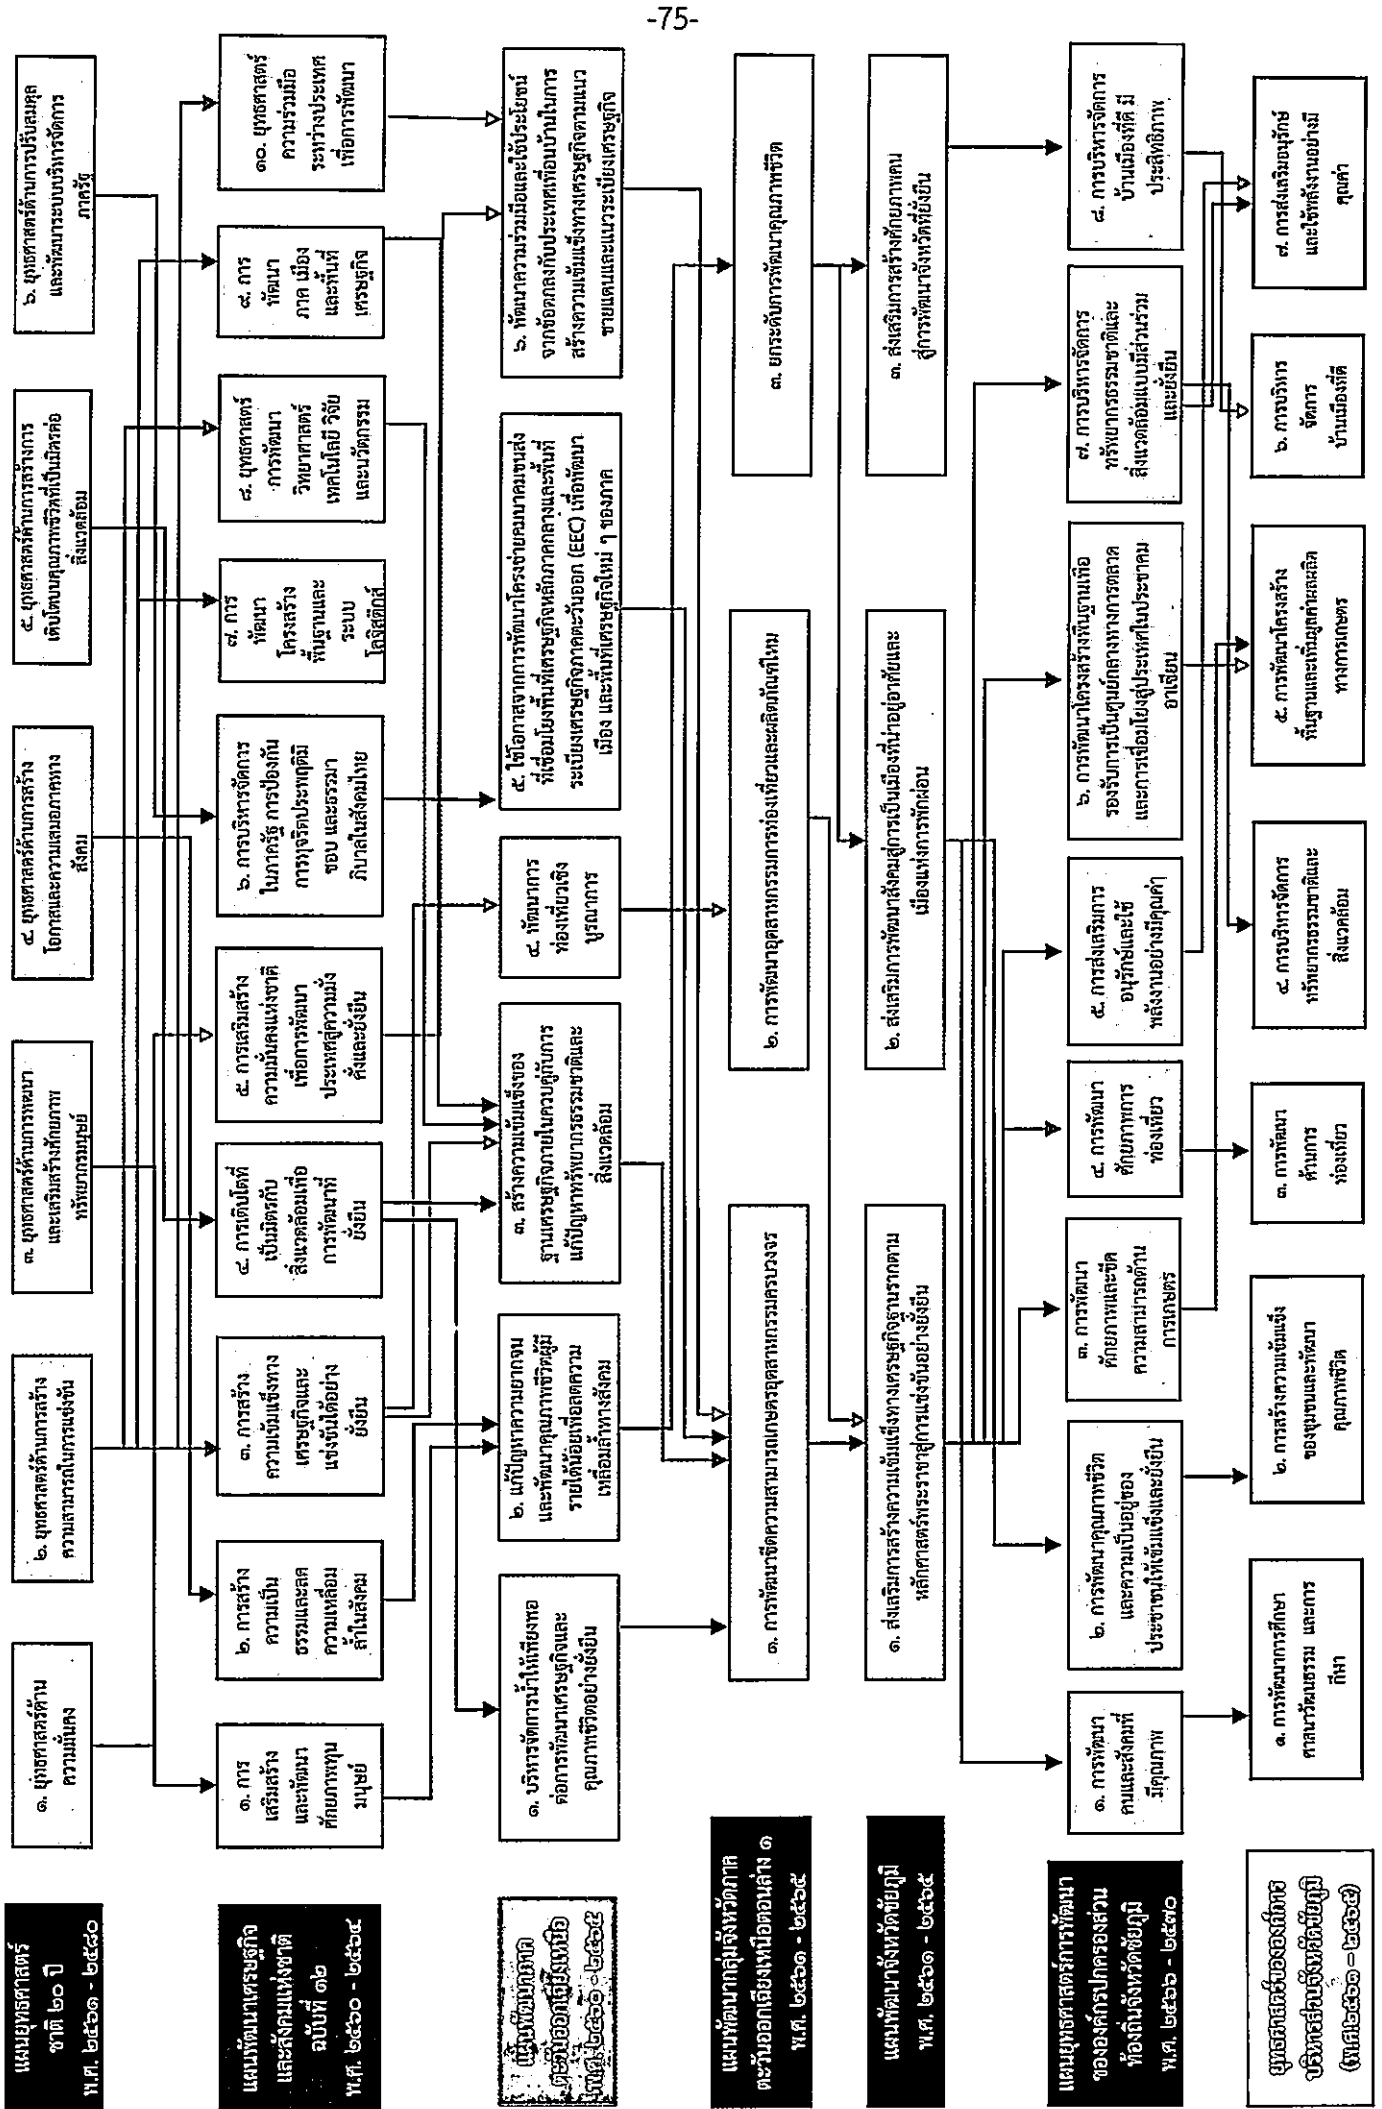 -75-
แผนยุทธศาสตร์
ชาติ ๒๐ ปี
พ.ศ. ๒๕๖๑ - ๒๕๘๐
๑. ยุทธศาสตร์ด้าน
ความมั่นคง
๒. ยุทธศาสตร์ด้านการสร้าง
ความสามารถในการแข่งขัน
๓. ยุทธศาสตร์ด้านการพัฒนา
และเสริมสร้างศักยภาพ
ทรัพยากรมนุษย์
๔. ยุทธศาสตร์ด้านการสร้าง
โอกาสและความเสมอภาคทาง
สังคม
๕. ยุทธศาสตร์ด้านการสร้างการ
เติบโตบนคุณภาพชีวิตที่เป็นมิตรต่อ
สิ่งแวดล้อม
๖. ยุทธศาสตร์ด้านการปรับสมดุล
และพัฒนาระบบบริหารจัดการ
ภาครัฐ
แผนพัฒนาเศรษฐกิจ
และสังคมแห่งชาติ
ฉบับที่ ๑๒
พ.ศ. ๒๕๖๐ - ๒๕๖๔
๑. การ
เสริมสร้าง
และพัฒนา
ศักยภาพทุน
มนุษย์
๒. การสร้าง
ความเป็น
ธรรมและลด
ความเหลื่อม
ล้ำในสังคม
๓. การสร้าง
ความเข้มแข็งทาง
เศรษฐกิจและ
แข่งขันได้อย่าง
ยั่งยืน
๔. การเติบโตที่
เป็นมิตรกับ
สิ่งแวดล้อมเพื่อ
การพัฒนาที่
ยั่งยืน
๕. การเสริมสร้าง
ความมั่นคงแห่งชาติ
เพื่อการพัฒนา
ประเทศสู่ความมั่ง
คั่งและยั่งยืน
๖. การบริหารจัดการ
ในภาครัฐ การป้องกัน
การทุจริตประพฤติมิ
ชอบ และธรรมา
ภิบาลในสังคมไทย
๗. การ
พัฒนา
โครงสร้าง
พื้นฐานและ
ระบบ
โลจิสติกส์
๘. ยุทธศาสตร์
การพัฒนา
วิทยาศาสตร์
เทคโนโลยี วิจัย
และนวัตกรรม
๙. การ
พัฒนา
ภาค เมือง
และพื้นที่
เศรษฐกิจ
๑๐. ยุทธศาสตร์
ความร่วมมือ
ระหว่างประเทศ
เพื่อการพัฒนา
แผนพัฒนาภาค
ตะวันออกเฉียงเหนือ
พ.ศ. ๒๕๖๐ - ๒๕๖๕
๑. บริหารจัดการน้ำให้เพียงพอ
ต่อการพัฒนาเศรษฐกิจและ
คุณภาพชีวิตอย่างยั่งยืน
๒. แก้ปัญหาความยากจน
และพัฒนาคุณภาพชีวิตผู้มี
รายได้น้อยเพื่อลดความ
เหลื่อมล้ำทางสังคม
๓. สร้างความเข้มแข็งของ
ฐานเศรษฐกิจภายในควบคู่กับการ
แก้ปัญหาทรัพยากรธรรมชาติและ
สิ่งแวดล้อม
๔. พัฒนาการ
ท่องเที่ยวเชิง
บูรณาการ
๕. ใช้โอกาสจากการพัฒนาโครงข่ายคมนาคมขนส่ง
ที่เชื่อมโยงพื้นที่เศรษฐกิจหลักภาคกลางและพื้นที่
ระเบียงเศรษฐกิจภาคตะวันออก (EEC) เพื่อพัฒนา
เมือง และพื้นที่เศรษฐกิจใหม่ ๆ ของภาค
๖. พัฒนาความร่วมมือและใช้ประโยชน์
จากข้อตกลงกับประเทศเพื่อนบ้านในการ
สร้างความเข้มแข็งทางเศรษฐกิจตามแนว
ชายแดนและแนวระเบียงเศรษฐกิจ
แผนพัฒนากลุ่มจังหวัดภาค
ตะวันออกเฉียงเหนือตอนล่าง ๑
พ.ศ. ๒๕๖๑ - ๒๕๖๕
๑. การพัฒนาขีดความสามารถเกษตรอุตสาหกรรมครบวงจร
๒. การพัฒนาอุตสาหกรรมการท่องเที่ยวและผลิตภัณฑ์ไหม
๓. ยกระดับการพัฒนาคุณภาพชีวิต
แผนพัฒนาจังหวัดชัยภูมิ
พ.ศ. ๒๕๖๑ - ๒๕๖๕
๑. ส่งเสริมการสร้างความเข้มแข็งทางเศรษฐกิจฐานรากตาม
หลักศาสตร์พระราชาสู่การแข่งขันอย่างยั่งยืน
๒. ส่งเสริมการพัฒนาสังคมสู่การเป็นเมืองที่น่าอยู่อาศัยและ
เมืองแห่งการพักผ่อน
๓. ส่งเสริมการสร้างศักยภาพคน
สู่การพัฒนาจังหวัดที่ยั่งยืน
แผนยุทธศาสตร์การพัฒนา
ขององค์กรปกครองส่วน
ท้องถิ่นจังหวัดชัยภูมิ
พ.ศ. ๒๕๖๖ - ๒๕๗๐
๑. การพัฒนา
คนและสังคมที่
มีคุณภาพ
๒. การพัฒนาคุณภาพชีวิต
และความเป็นอยู่ของ
ประชาชนให้เข้มแข็งและยั่งยืน
๓. การพัฒนา
ศักยภาพและขีด
ความสามารถด้าน
การเกษตร
๔. การพัฒนา
ศักยภาพการ
ท่องเที่ยว
๕. การส่งเสริมการ
อนุรักษ์และใช้
พลังงานอย่างมีคุณค่า
๖. การพัฒนาโครงสร้างพื้นฐานเพื่อ
รองรับการเป็นศูนย์กลางทางการตลาด
และการเชื่อมโยงสู่ประเทศในประชาคม
อาเซียน
๗. การบริหารจัดการ
ทรัพยากรธรรมชาติและ
สิ่งแวดล้อมแบบมีส่วนร่วม
และยั่งยืน
๘. การบริหารจัดการ
บ้านเมืองที่ดี มี
ประสิทธิภาพ
ยุทธศาสตร์ขององค์การ
บริหารส่วนจังหวัดชัยภูมิ
(พ.ศ.๒๕๖๑ - ๒๕๖๕)
๑. การพัฒนาการศึกษา
ศาสนาวัฒนธรรม และการ
กีฬา
๒. การสร้างความเข้มแข็ง
ของชุมชนและพัฒนา
คุณภาพชีวิต
๓. การพัฒนา
ด้านการ
ท่องเที่ยว
๔. การบริหารจัดการ
ทรัพยากรธรรมชาติและ
สิ่งแวดล้อม
๕. การพัฒนาโครงสร้าง
พื้นฐานและเพิ่มมูลค่าผลผลิต
ทางการเกษตร
๖. การบริหาร
จัดการ
บ้านเมืองที่ดี
๗. การส่งเสริมอนุรักษ์
และใช้พลังงานอย่างมี
คุณค่า